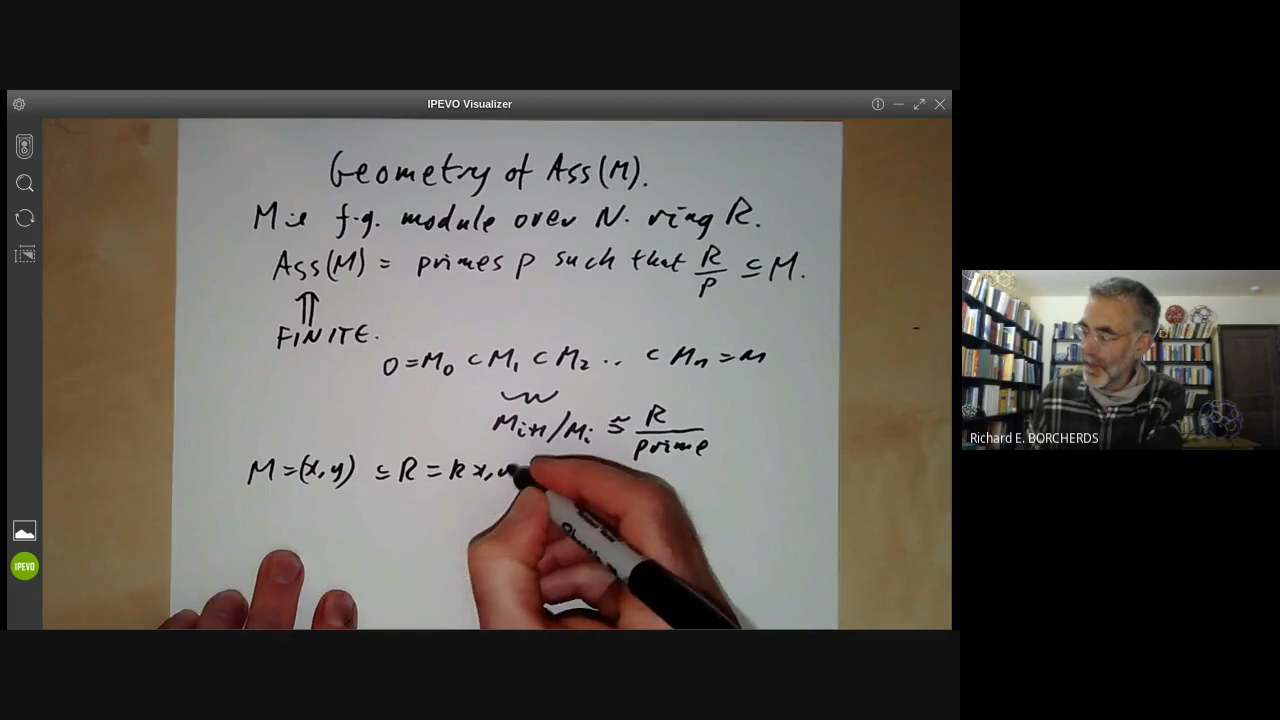 IPEVO Visualizer
Geometry of Ass(M).
M is f.g. module over N. ring R.
Ass(M) = primes P such that R/P ⊆ M.
⇑
FINITE.
0=M₀ ⊂ M₁ ⊂ M₂ .. ⊂ Mₙ = M
Mᵢ₊₁/Mᵢ ≅ R/prime
M=(x,y) ⊆ R = k x,
Richard E. BORCHERDS
IPEVO